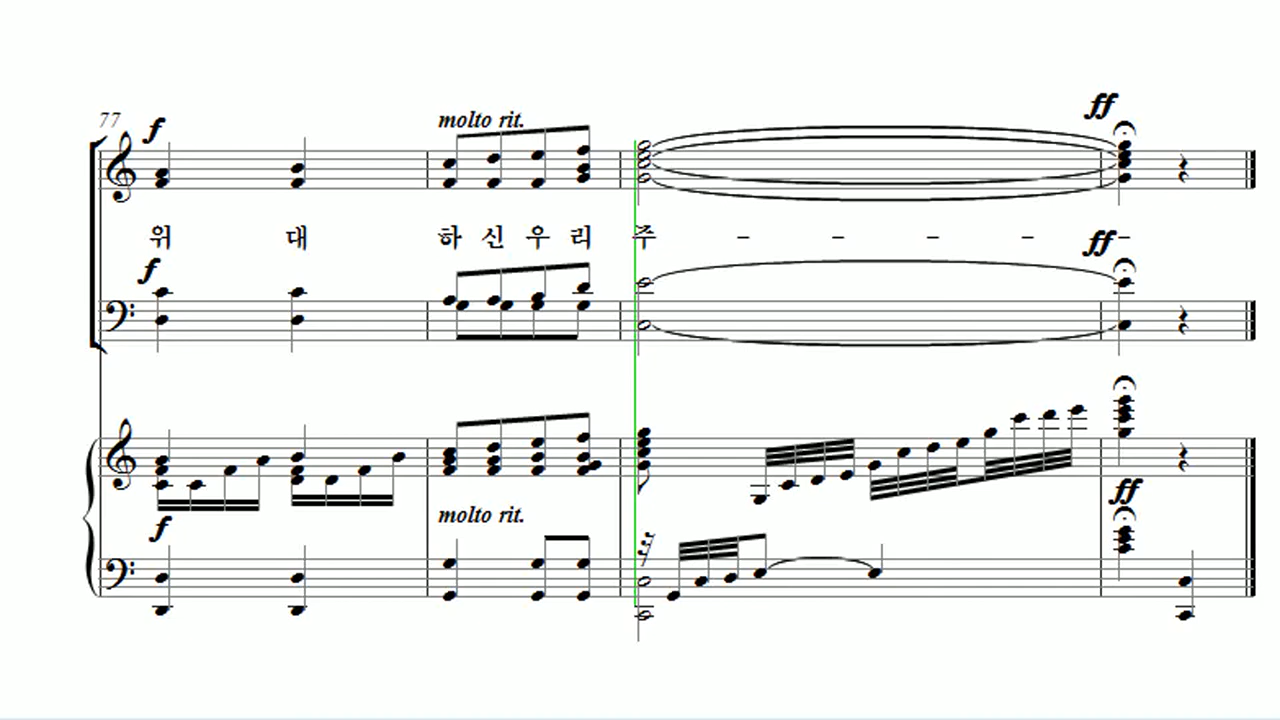 77
f
molto rit.
ff
위 대 하 신 우 리 주 - - - - -
ff
f
f
molto rit.
ff